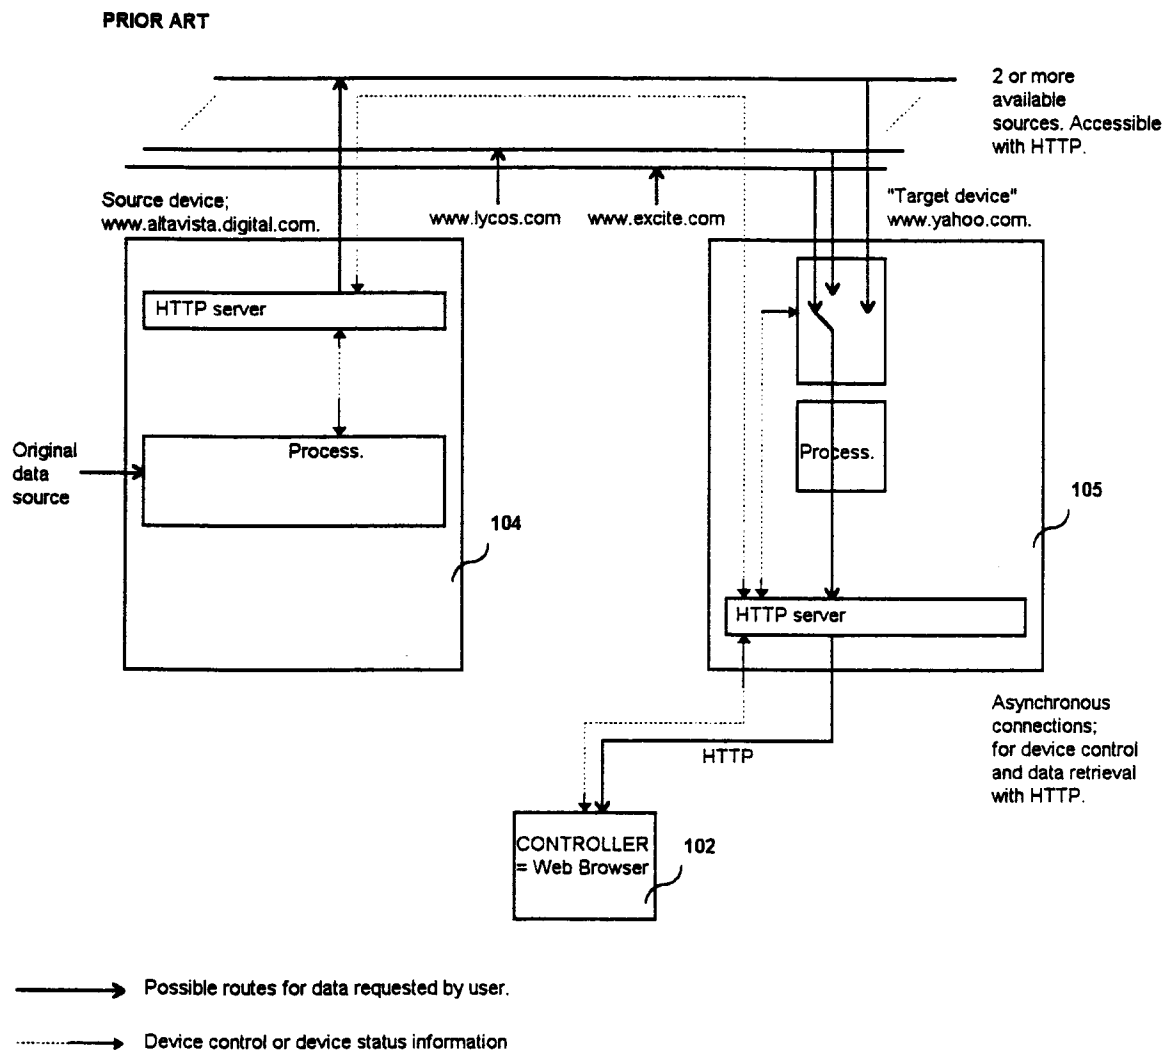 PRIOR ART
2 or more
available
sources. Accessible
with HTTP.
Source device;
www.altavista.digital.com.
www.lycos.com
www.excite.com
"Target device"
www.yahoo.com.
HTTP server
Process.
Original
data
source
104
Process.
105
HTTP server
Asynchronous
connections;
for device control
and data retrieval
with HTTP.
HTTP
CONTROLLER
= Web Browser
102
Possible routes for data requested by user.
Device control or device status information